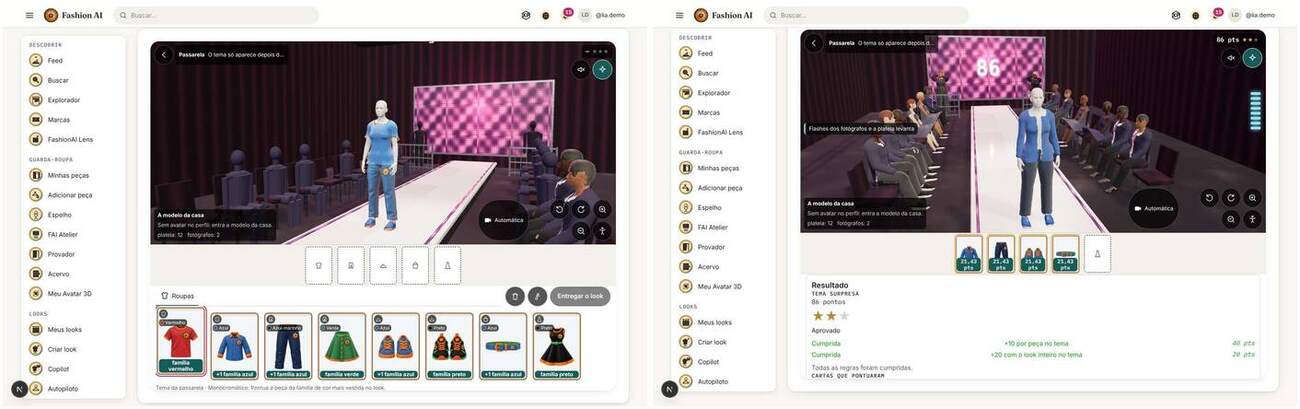 Fashion AI
Buscar...
15
LD
@lia.demo
DESCOBRIR
Feed
Buscar
Explorador
Marcas
FashionAI Lens
GUARDA-ROUPA
Minhas peças
Adicionar peça
Espelho
FAI Atelier
Provador
Acervo
Meu Avatar 3D
LOOKS
Meus looks
Criar look
Copilot
Autopiloto
N
Passarela O tema só aparece depois d...
A modelo da casa
Sem avatar no perfil: entra a modelo da casa.
plateia: 12 fotógrafos: 2
Automática
Roupas
Entregar o look
Vermelho
família vermelho
Azul
+1 família azul
Azul-marinho
+1 família azul
Verde
família verde
+1 família azul
Preto
família preto
Azul
+1 família azul
Preto
família preto
Tema da passarela · Monocromático: Pontua a peça da família de cor mais vestida no look.
Fashion AI
Buscar...
15
LD
@lia.demo
DESCOBRIR
Feed
Buscar
Explorador
Marcas
FashionAI Lens
GUARDA-ROUPA
Minhas peças
Adicionar peça
Espelho
FAI Atelier
Provador
Acervo
Meu Avatar 3D
LOOKS
Meus looks
Criar look
Copilot
Autopiloto
N
Passarela O tema só aparece depois d...
86 pts
86
Flashes dos fotógrafos e a plateia levanta
A modelo da casa
Sem avatar no perfil: entra a modelo da casa.
plateia: 12 fotógrafos: 2
Automática
21,43 pts
21,43 pts
21,43 pts
21,43 pts
Resultado
TEMA SURPRESA
86 pontos
Aprovado
Cumprida +10 por peça no tema 40 pts
Cumprida +20 com o look inteiro no tema 20 pts
Todas as regras foram cumpridas.
CARTAS QUE PONTUARAM